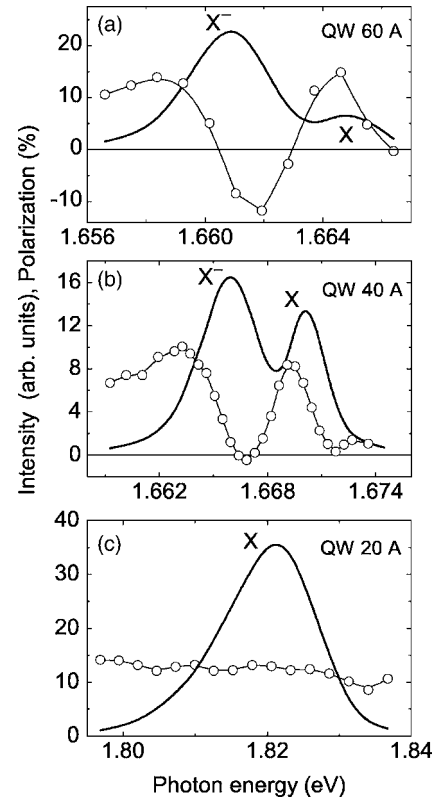 Intensity (arb. units), Polarization (%)
(a) X⁻ QW 60 A
20
10
0
-10
X
1.656 1.660 1.664
(b) X⁻ X QW 40 A
16
12
8
4
0
1.662 1.668 1.674
(c) X QW 20 A
40
30
20
10
0
1.80 1.82 1.84
Photon energy (eV)